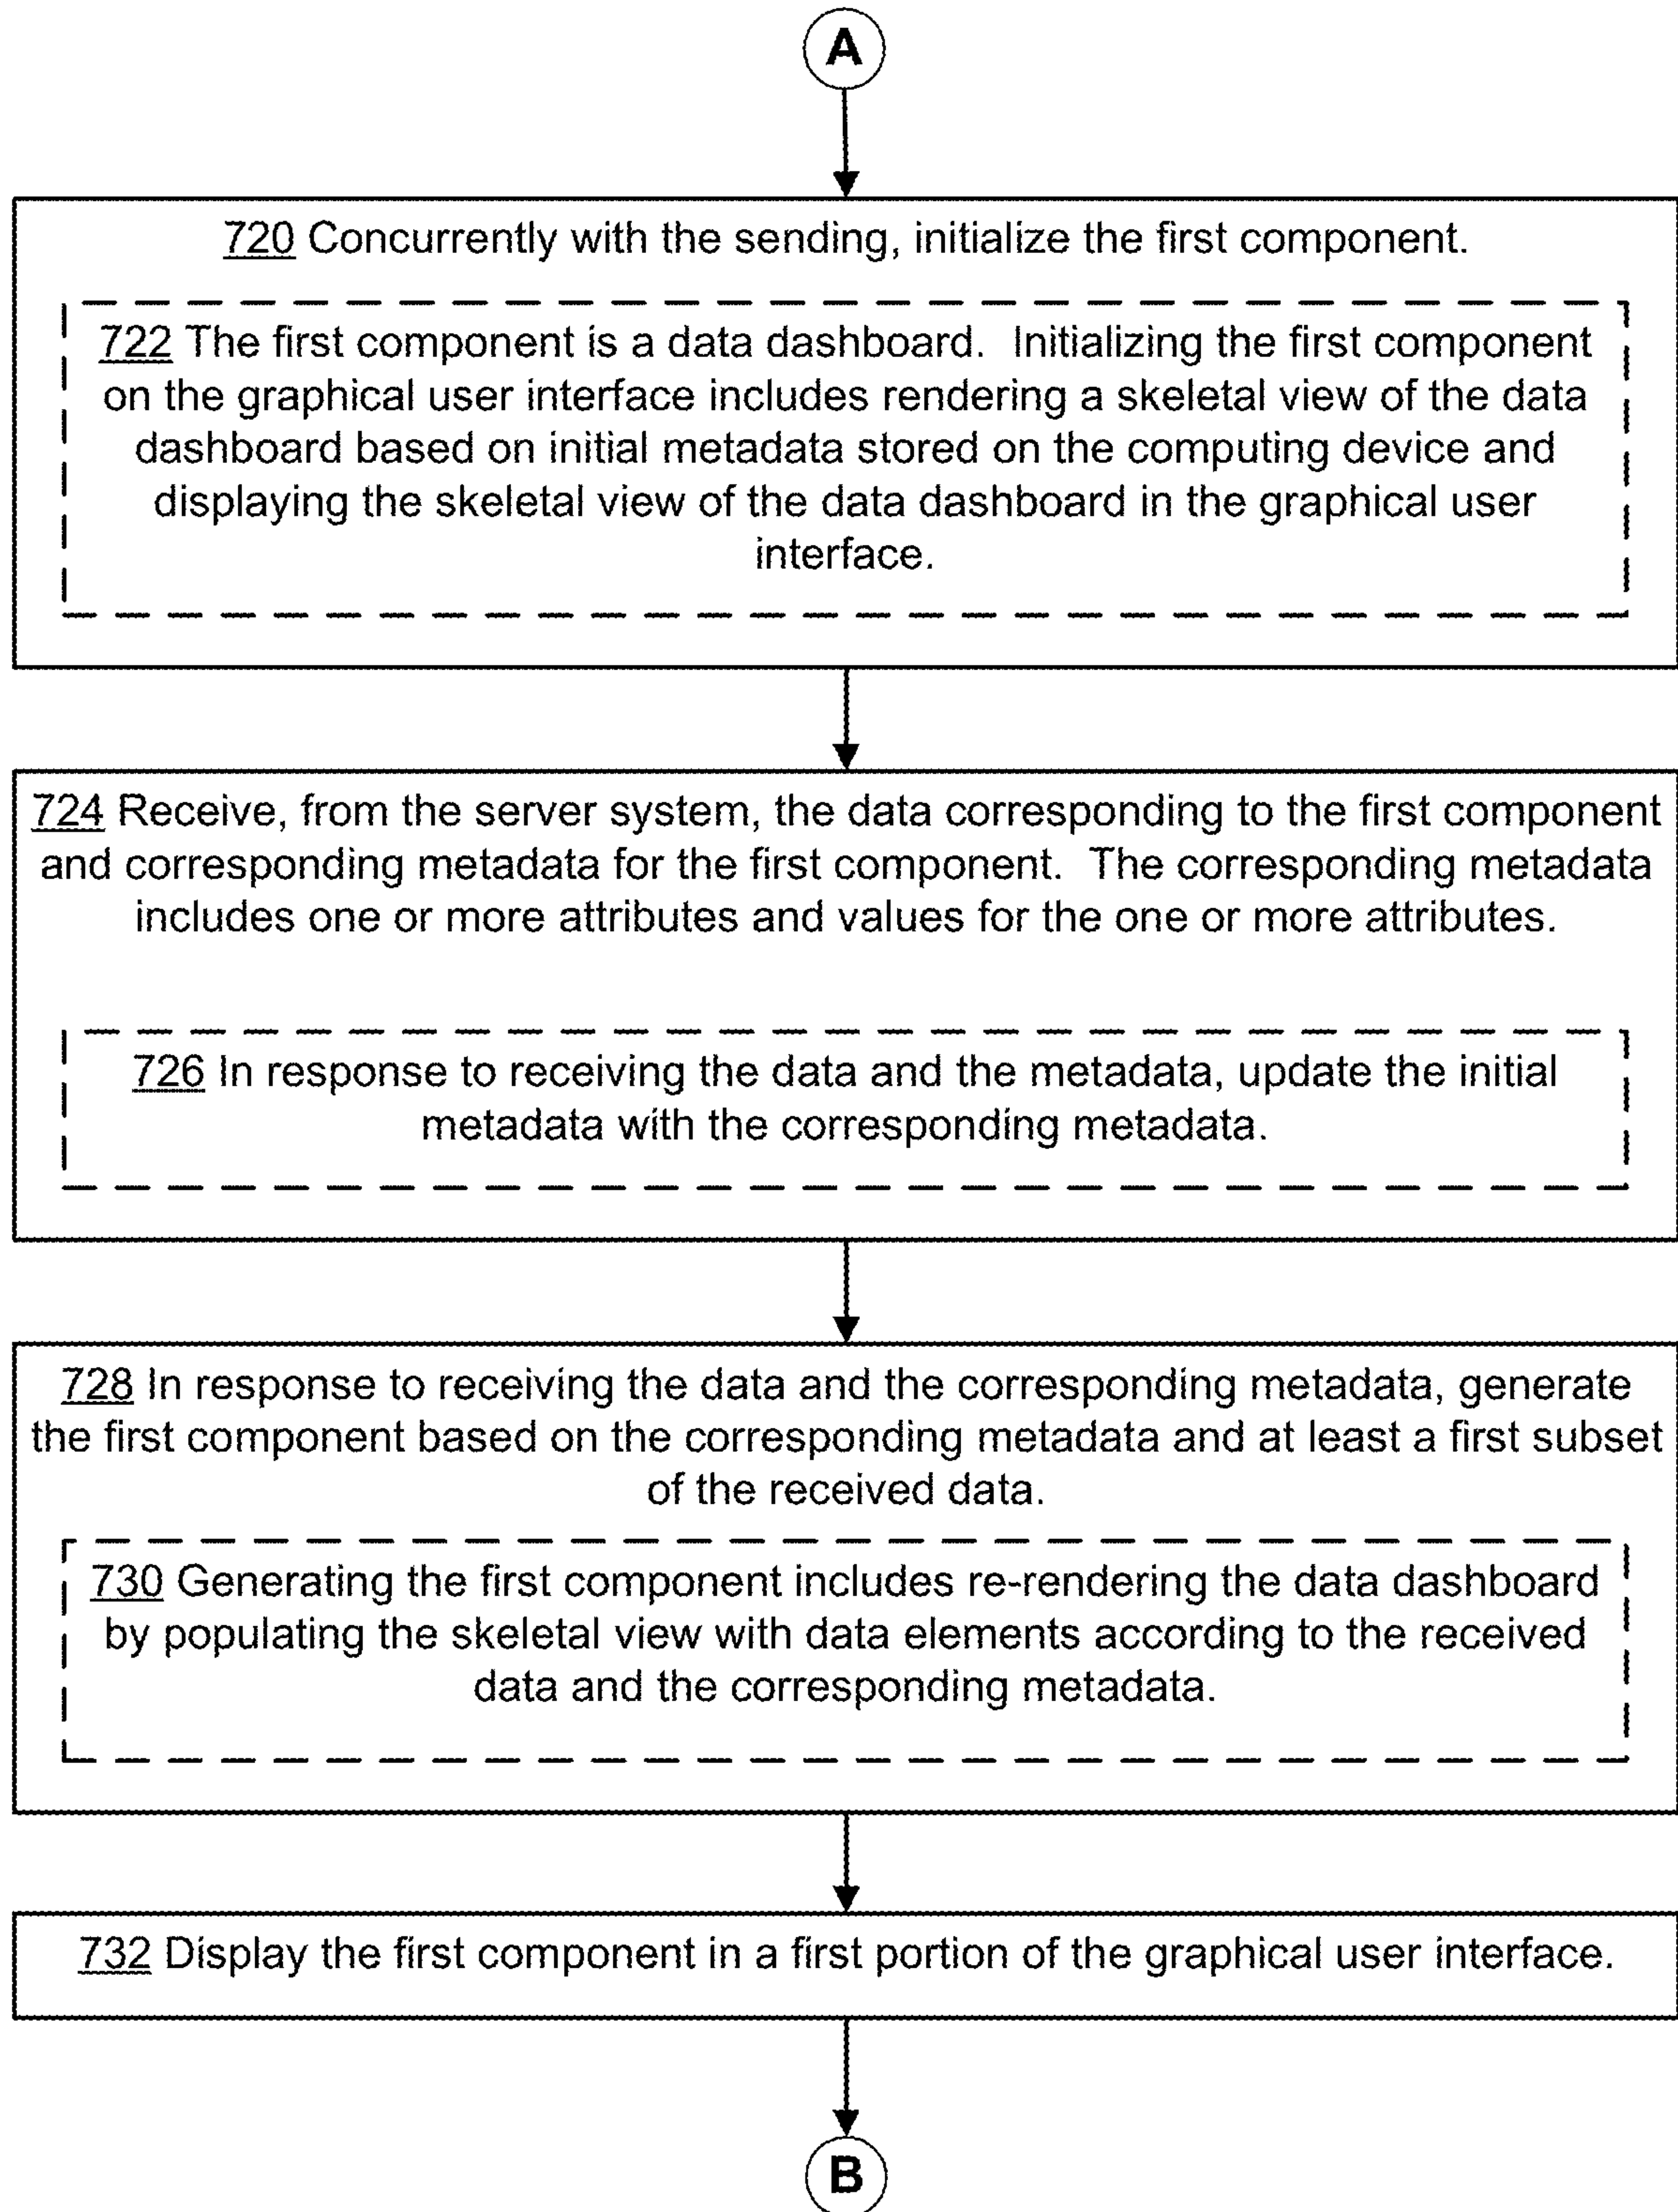 A
720 Concurrently with the sending, initialize the first component.
722 The first component is a data dashboard. Initializing the first component
on the graphical user interface includes rendering a skeletal view of the data
dashboard based on initial metadata stored on the computing device and
displaying the skeletal view of the data dashboard in the graphical user
interface.
724 Receive, from the server system, the data corresponding to the first component
and corresponding metadata for the first component. The corresponding metadata
includes one or more attributes and values for the one or more attributes.
726 In response to receiving the data and the metadata, update the initial
metadata with the corresponding metadata.
728 In response to receiving the data and the corresponding metadata, generate
the first component based on the corresponding metadata and at least a first subset
of the received data.
730 Generating the first component includes re-rendering the data dashboard
by populating the skeletal view with data elements according to the received
data and the corresponding metadata.
732 Display the first component in a first portion of the graphical user interface.
B